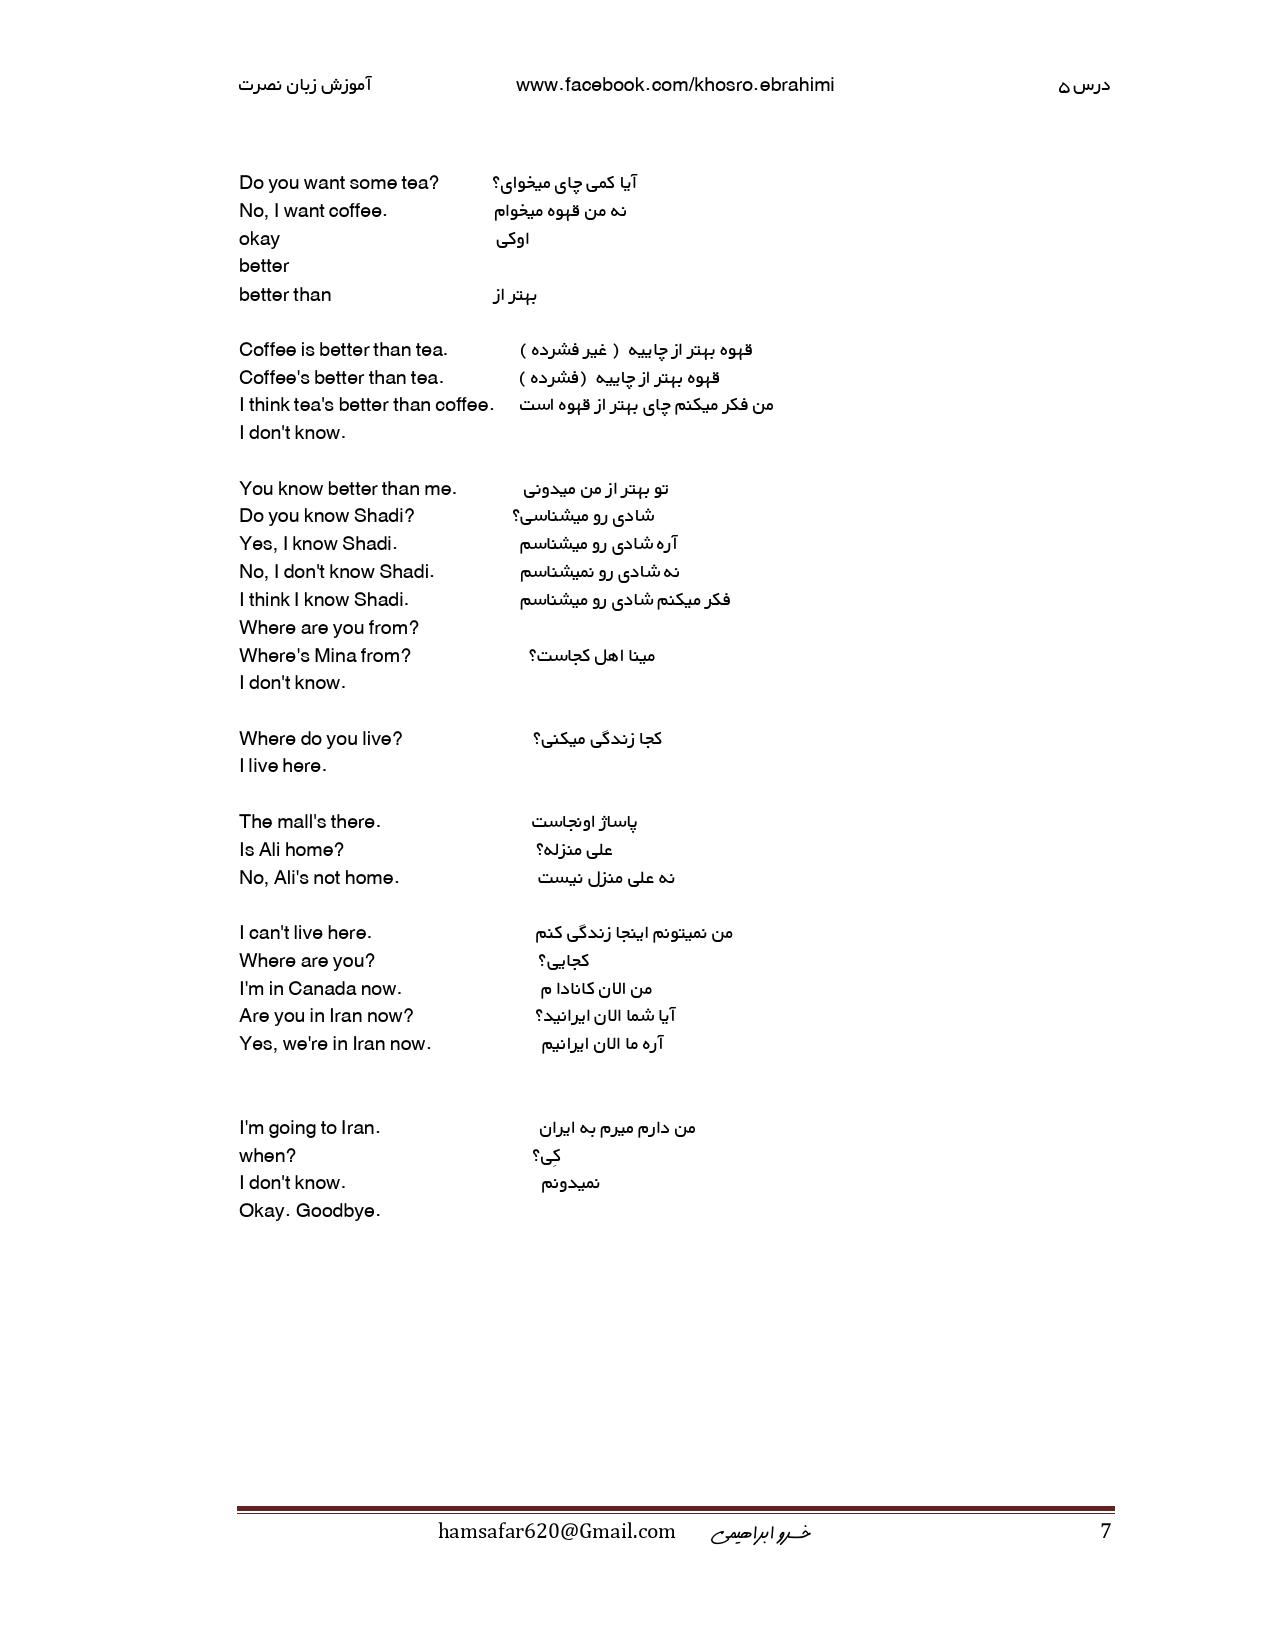 آموزش زبان نصرت www.facebook.com/khosro.ebrahimi درس ۵
Do you want some tea? آیا کمی چای میخوای؟
No, I want coffee. نه من قهوه میخوام
okay اوکی
better
better than بهتر از
Coffee is better than tea. قهوه بهتر از چاییه ( غیر فشرده )
Coffee's better than tea. قهوه بهتر از چاییه (فشرده )
I think tea's better than coffee. من فکر میکنم چای بهتر از قهوه است
I don't know.
You know better than me. تو بهتر از من میدونی
Do you know Shadi? شادی رو میشناسی؟
Yes, I know Shadi. آره شادی رو میشناسم
No, I don't know Shadi. نه شادی رو نمیشناسم
I think I know Shadi. فکر میکنم شادی رو میشناسم
Where are you from?
Where's Mina from? مینا اهل کجاست؟
I don't know.
Where do you live? کجا زندگی میکنی؟
I live here.
The mall's there. پاساژ اونجاست
Is Ali home? علی منزله؟
No, Ali's not home. نه علی منزل نیست
I can't live here. من نمیتونم اینجا زندگی کنم
Where are you? کجایی؟
I'm in Canada now. من الان کانادا م
Are you in Iran now? آیا شما الان ایرانید؟
Yes, we're in Iran now. آره ما الان ایرانیم
I'm going to Iran. من دارم میرم به ایران
when? کِی؟
I don't know. نمیدونم
Okay. Goodbye.
hamsafar620@Gmail.com خسرو ابراهیمی 7